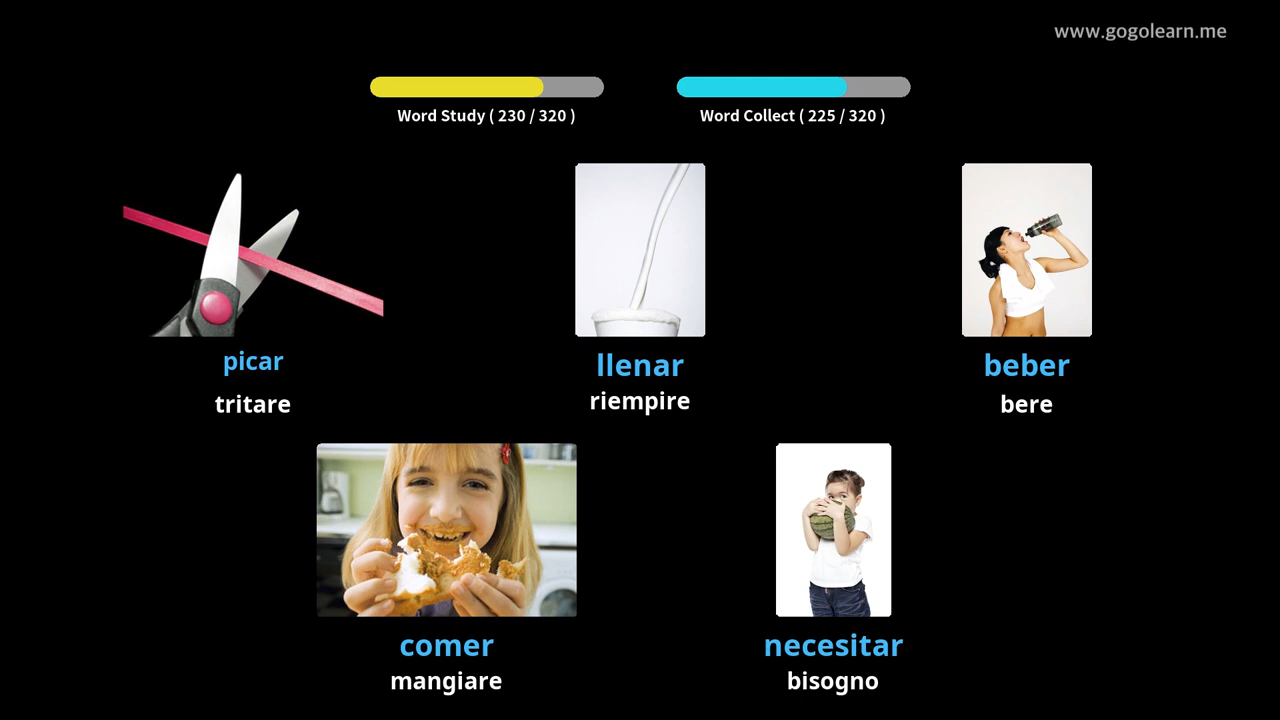 www.gogolearn.me
Word Study ( 230 / 320 )
Word Collect ( 225 / 320 )
picar
tritare
llenar
riempire
beber
bere
comer
mangiare
necesitar
bisogno